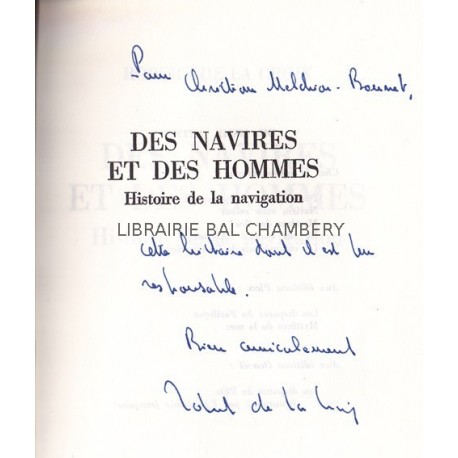 Pour Christian Melchior-Bonnet,
DES NAVIRES
ET DES HOMMES
Histoire de la navigation
LIBRAIRIE BAL CHAMBERY
cette histoire dont il est un
responsable.
Bien amicalement
Robert de la Croix